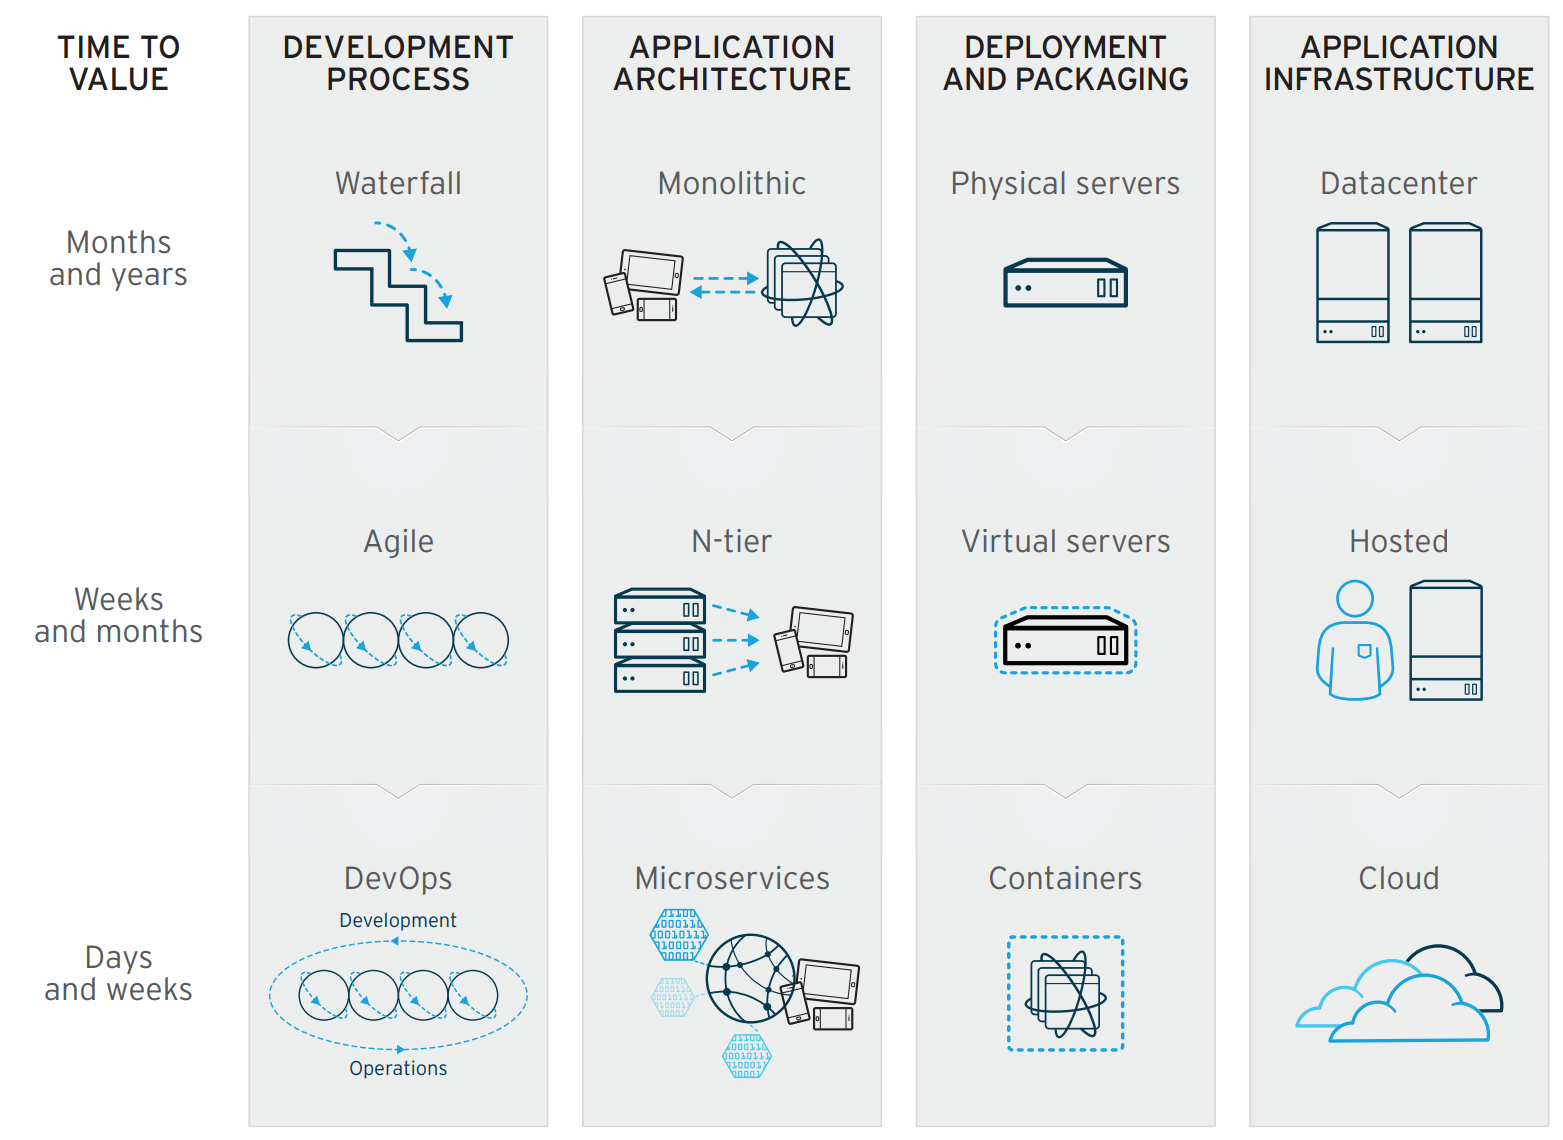 TIME TO
VALUE
DEVELOPMENT
PROCESS
APPLICATION
ARCHITECTURE
DEPLOYMENT
AND PACKAGING
APPLICATION
INFRASTRUCTURE
Months
and years
Waterfall
Monolithic
Physical servers
Datacenter
Weeks
and months
Agile
N-tier
Virtual servers
Hosted
Days
and weeks
DevOps
Development
Operations
Microservices
Containers
Cloud